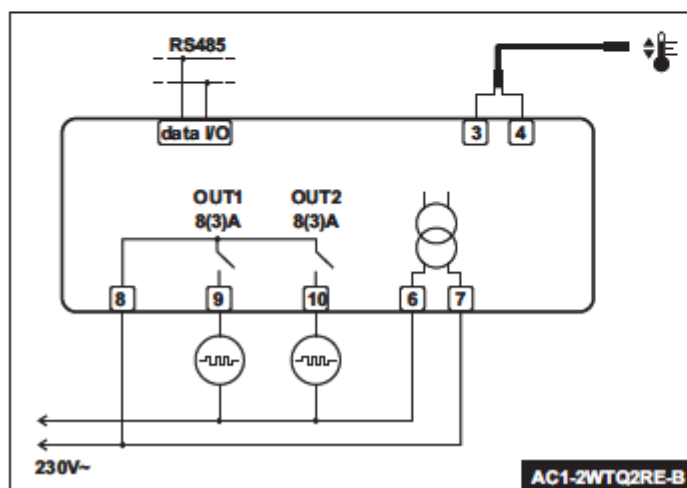 RS485
data I/O
3 4
OUT1 OUT2
8(3)A 8(3)A
8 9 10 6 7
230V~
AC1-2WTQ2RE-B